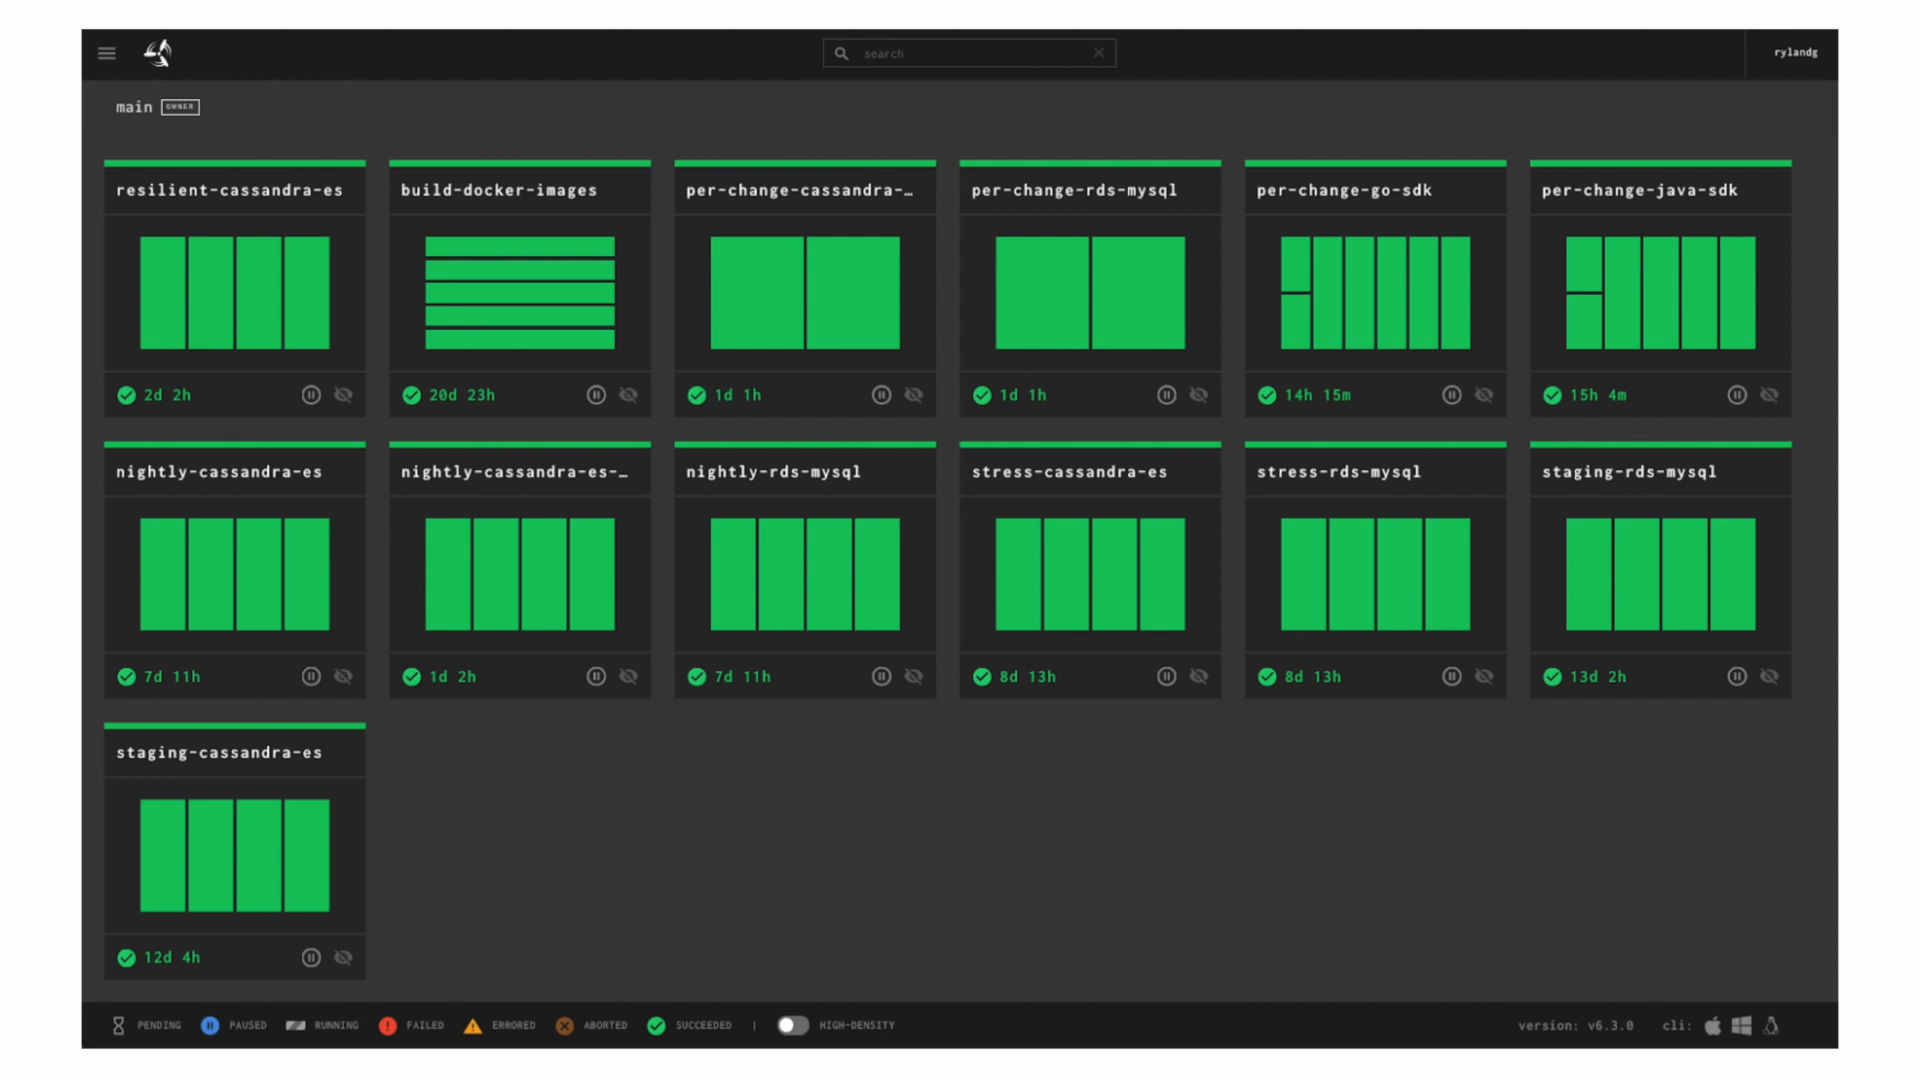 search
rylandg
main OWNER
resilient-cassandra-es
build-docker-images
per-change-cassandra-…
per-change-rds-mysql
per-change-go-sdk
per-change-java-sdk
2d 2h
20d 23h
1d 1h
1d 1h
14h 15m
15h 4m
nightly-cassandra-es
nightly-cassandra-es-…
nightly-rds-mysql
stress-cassandra-es
stress-rds-mysql
staging-rds-mysql
7d 11h
1d 2h
7d 11h
8d 13h
8d 13h
13d 2h
staging-cassandra-es
12d 4h
PENDING PAUSED RUNNING FAILED ERRORED ABORTED SUCCEEDED | HIGH-DENSITY version: v6.3.0 cli: